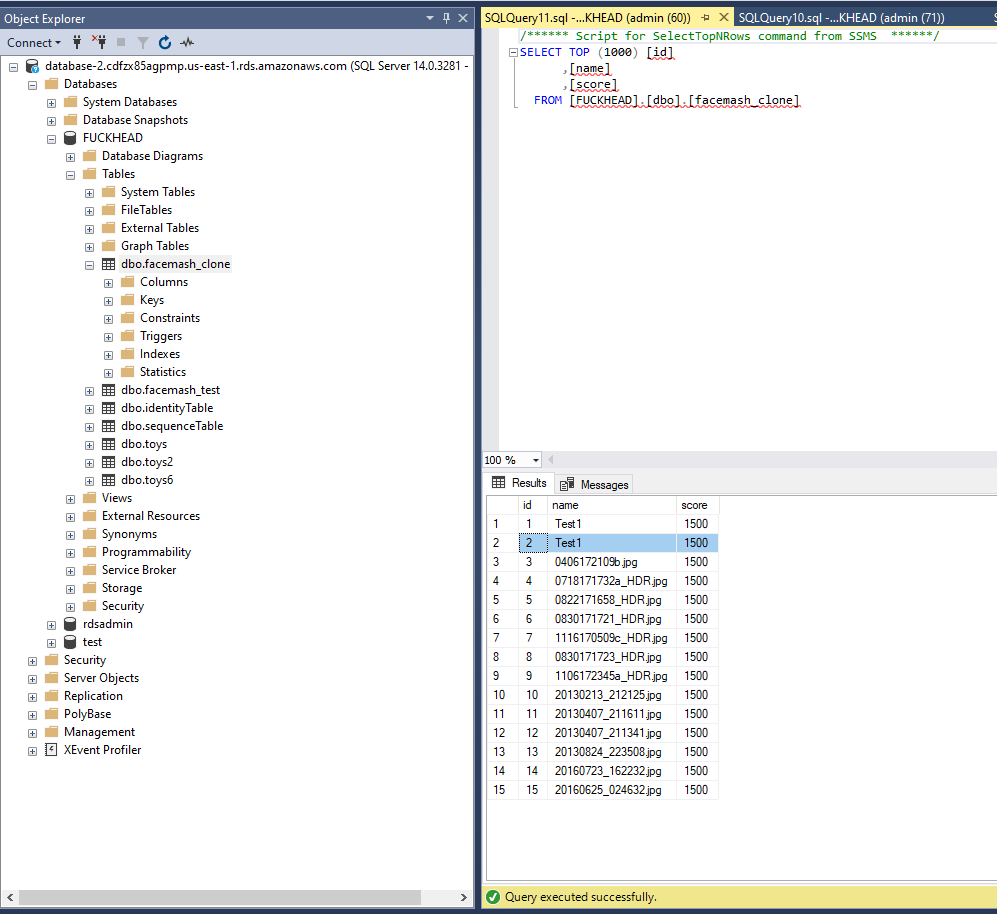 Object Explorer
Connect
database-2.cdfzx85agpmp.us-east-1.rds.amazonaws.com (SQL Server 14.0.3281 -
Databases
System Databases
Database Snapshots
FUCKHEAD
Database Diagrams
Tables
System Tables
FileTables
External Tables
Graph Tables
dbo.facemash_clone
Columns
Keys
Constraints
Triggers
Indexes
Statistics
dbo.facemash_test
dbo.identityTable
dbo.sequenceTable
dbo.toys
dbo.toys2
dbo.toys6
Views
External Resources
Synonyms
Programmability
Service Broker
Storage
Security
rdsadmin
test
Security
Server Objects
Replication
PolyBase
Management
XEvent Profiler
SQLQuery11.sql -...KHEAD (admin (60)) SQLQuery10.sql -...KHEAD (admin (71)) S
/****** Script for SelectTopNRows command from SSMS ******/
SELECT TOP (1000) [id]
,[name]
,[score]
FROM [FUCKHEAD].[dbo].[facemash_clone]
100 %
Results Messages
id name score
1 1 Test1 1500
2 2 Test1 1500
3 3 0406172109b.jpg 1500
4 4 0718171732a_HDR.jpg 1500
5 5 0822171658_HDR.jpg 1500
6 6 0830171721_HDR.jpg 1500
7 7 1116170509c_HDR.jpg 1500
8 8 0830171723_HDR.jpg 1500
9 9 1106172345a_HDR.jpg 1500
10 10 20130213_212125.jpg 1500
11 11 20130407_211611.jpg 1500
12 12 20130407_211341.jpg 1500
13 13 20130824_223508.jpg 1500
14 14 20160723_162232.jpg 1500
15 15 20160625_024632.jpg 1500
Query executed successfully.